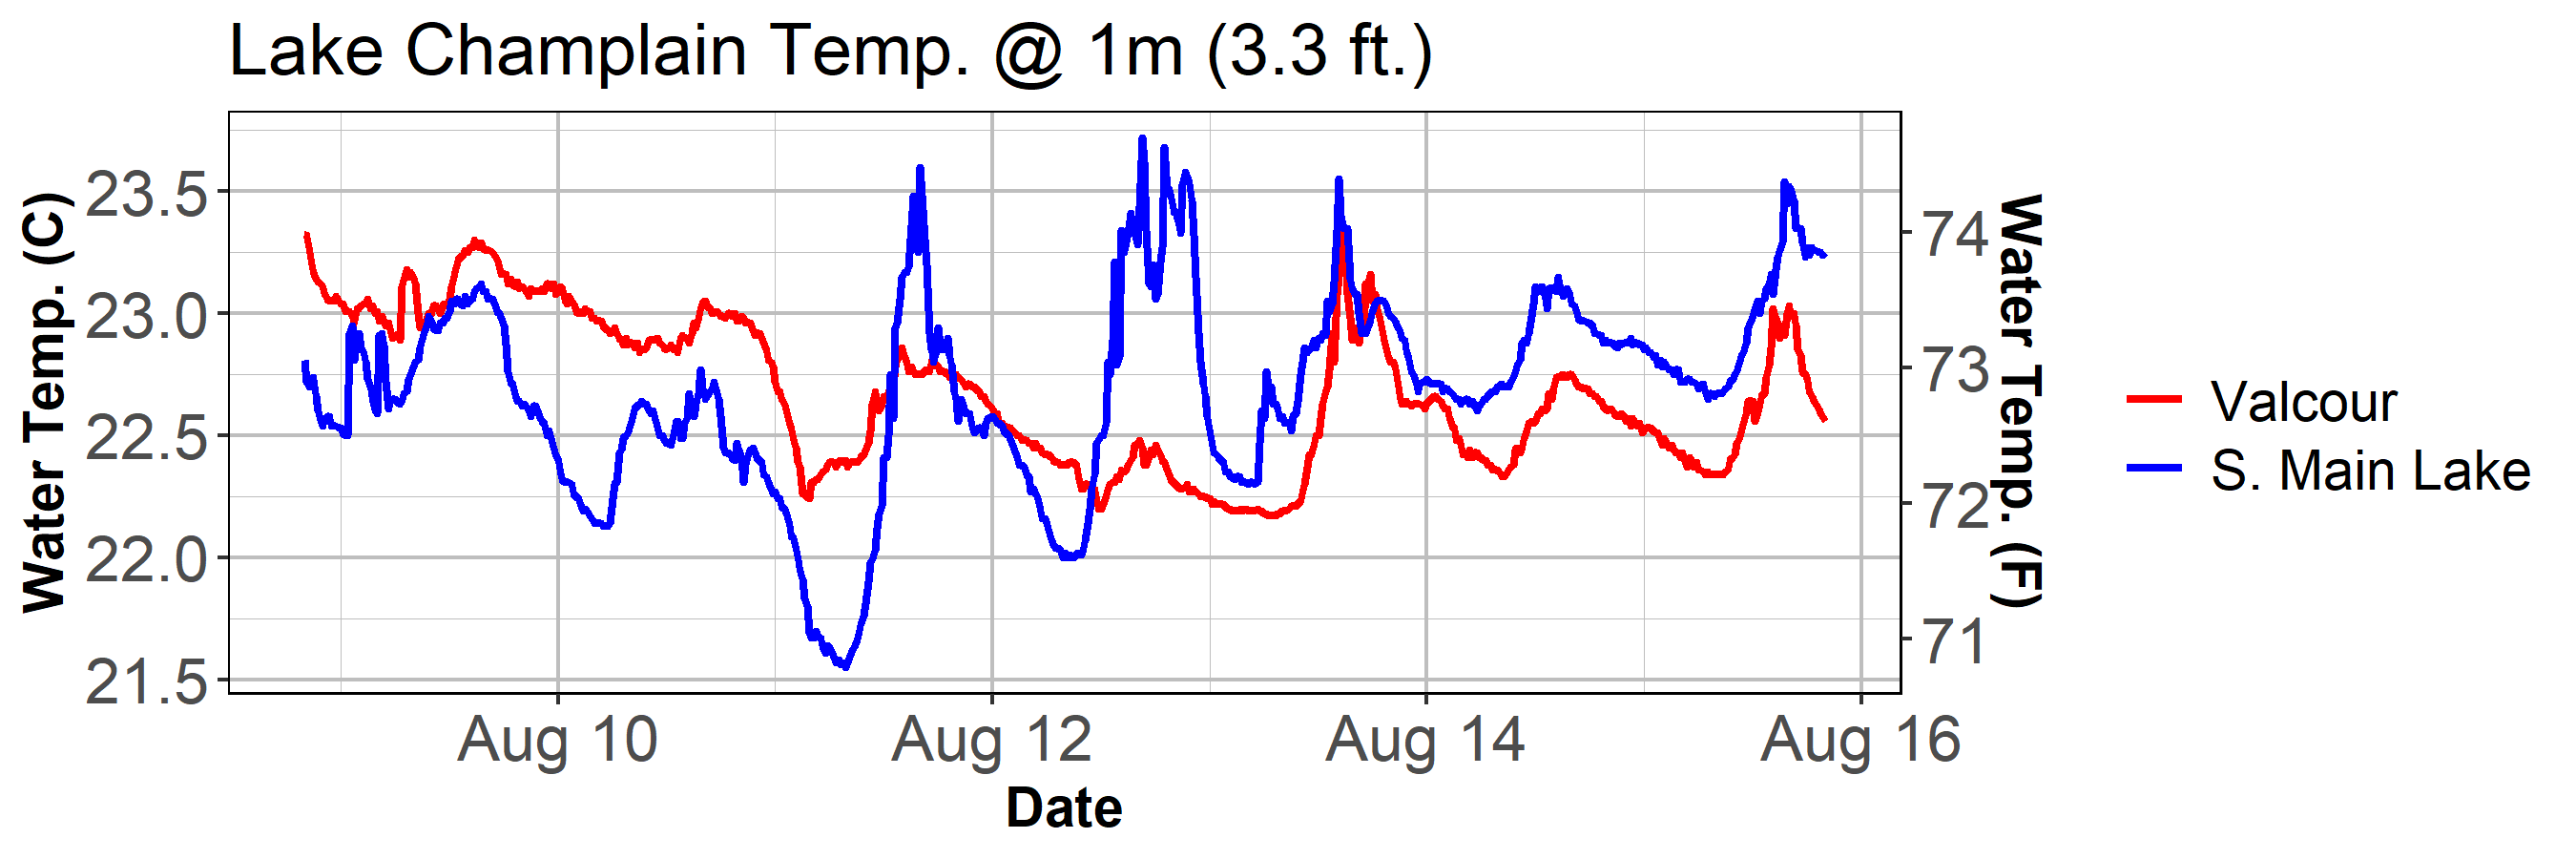 Lake Champlain Temp. @ 1m (3.3 ft.)
Water Temp. (C)
23.5
23.0
22.5
22.0
21.5
74
73
72
71
Water Temp. (F)
Aug 10
Aug 12
Aug 14
Aug 16
Date
Valcour
S. Main Lake